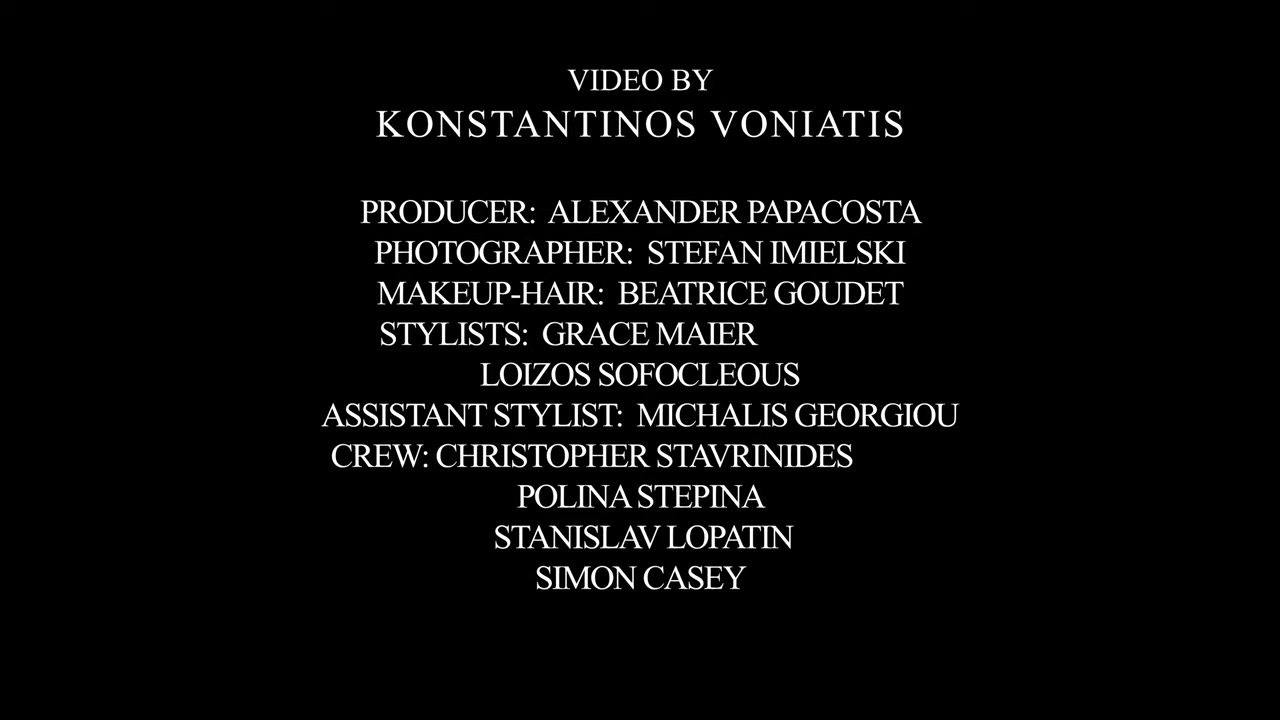 VIDEO BY
KONSTANTINOS VONIATIS
PRODUCER: ALEXANDER PAPACOSTA
PHOTOGRAPHER: STEFAN IMIELSKI
MAKEUP-HAIR: BEATRICE GOUDET
STYLISTS: GRACE MAIER
LOIZOS SOFOCLEOUS
ASSISTANT STYLIST: MICHALIS GEORGIOU
CREW: CHRISTOPHER STAVRINIDES
POLINA STEPINA
STANISLAV LOPATIN
SIMON CASEY